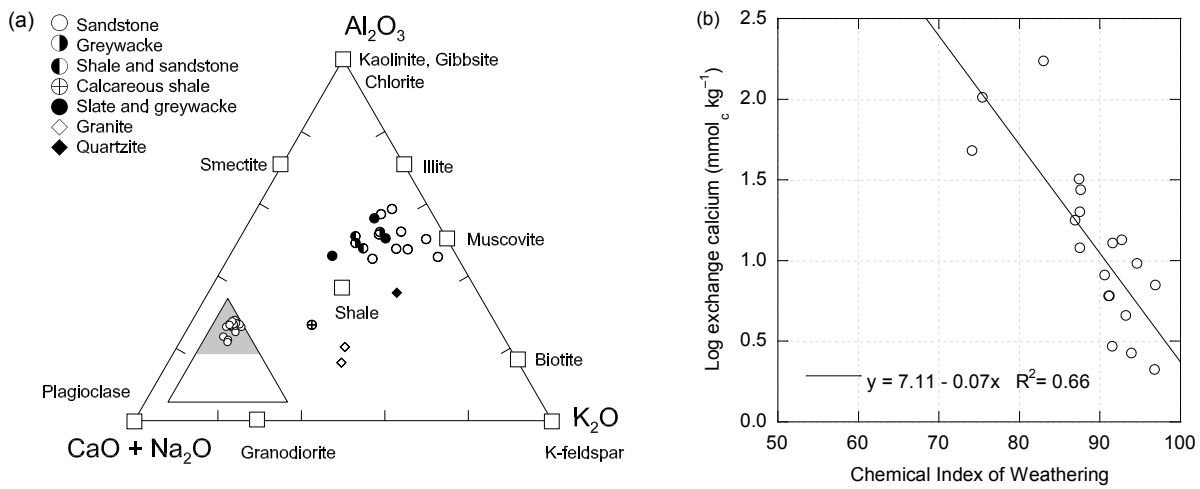 (a)
Sandstone
Greywacke
Shale and sandstone
Calcareous shale
Slate and greywacke
Granite
Quartzite
Al₂O₃
Kaolinite, Gibbsite
Chlorite
Smectite
Illite
Muscovite
Shale
Biotite
Plagioclase
CaO + Na₂O
Granodiorite
K₂O
K-feldspar
(b)
Log exchange calcium (mmol_c kg⁻¹)
2.5
2.0
1.5
1.0
0.5
0.0
y = 7.11 - 0.07x R²= 0.66
50 60 70 80 90 100
Chemical Index of Weathering